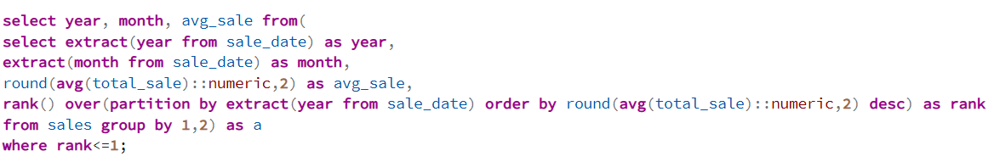 select year, month, avg_sale from(
select extract(year from sale_date) as year,
extract(month from sale_date) as month,
round(avg(total_sale)::numeric,2) as avg_sale,
rank() over(partition by extract(year from sale_date) order by round(avg(total_sale)::numeric,2) desc) as rank
from sales group by 1,2) as a
where rank<=1;